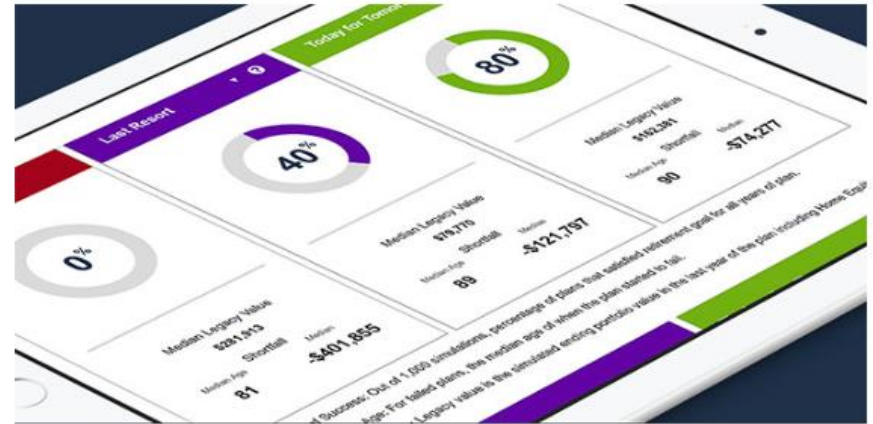 Last Resort
Today for Tomor
0%
40%
80%
Median Legacy Value
$281,913
Shortfall
Median Age
81
Median
-$401,855
Median Legacy Value
$79,770
Shortfall
Median Age
89
Median
-$121,797
Median Legacy Value
$162,381
Shortfall
Median Age
90
Median
-$74,277
d Success: Out of 1,000 simulations, percentage of plans that satisfied retirement goal for all years of plan.
Age: For failed plans, the median age of when the plan started to fail.
Legacy value is the simulated ending portfolio value in the last year of the plan including Home Equi